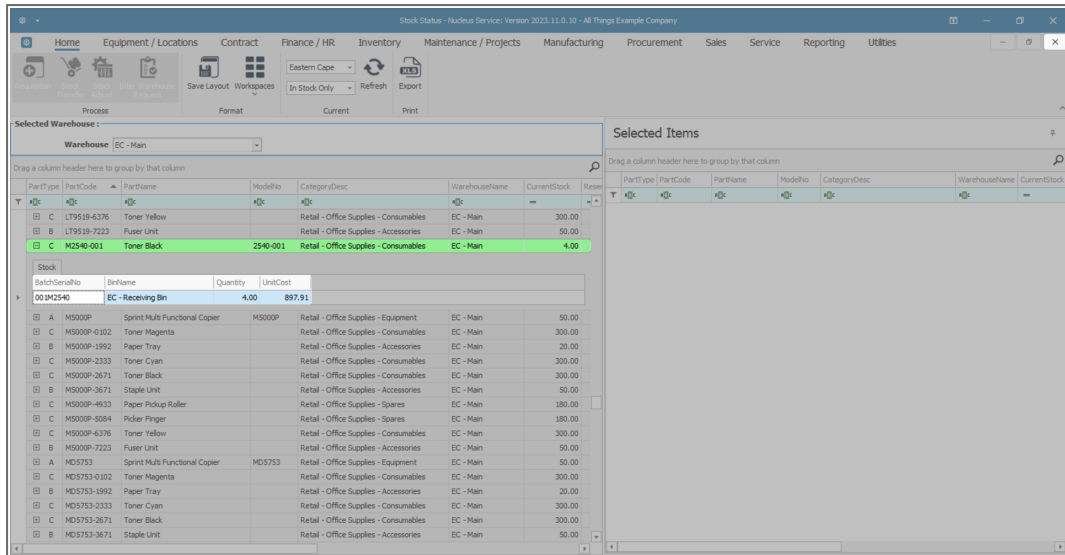 Stock Status - Nucleus Service: Version 2023.11.0.10 - All Things Example Company
Home Equipment / Locations Contract Finance / HR Inventory Maintenance / Projects Manufacturing Procurement Sales Service Reporting Utilities
Eastern Cape
In Stock Only
Save Layout Workspaces Refresh Export
XLS
Process Format Current Print
Selected Warehouse :
Warehouse EC - Main
Drag a column header here to group by that column
PartType PartCode PartName ModelNo CategoryDesc WarehouseName CurrentStock
C LT9519-6376 Toner Yellow Retail - Office Supplies - Consumables EC - Main 300.00
B LT9519-7223 Fuser Unit Retail - Office Supplies - Accessories EC - Main 50.00
C M2540-001 Toner Black 2540-001 Retail - Office Supplies - Consumables EC - Main 4.00
Stock
BatchSerialNo BinName Quantity UnitCost
001M2540 EC - Receiving Bin 4.00 897.91
A M5000P Sprint Multi Functional Copier M5000P Retail - Office Supplies - Equipment EC - Main 50.00
C M5000P-0102 Toner Magenta Retail - Office Supplies - Consumables EC - Main 300.00
B M5000P-1992 Paper Tray Retail - Office Supplies - Accessories EC - Main 20.00
C M5000P-2333 Toner Cyan Retail - Office Supplies - Consumables EC - Main 300.00
C M5000P-2671 Toner Black Retail - Office Supplies - Consumables EC - Main 300.00
B M5000P-3671 Staple Unit Retail - Office Supplies - Accessories EC - Main 50.00
C M5000P-4933 Paper Pickup Roller Retail - Office Supplies - Spares EC - Main 180.00
C M5000P-5084 Picker Finger Retail - Office Supplies - Spares EC - Main 180.00
C M5000P-6376 Toner Yellow Retail - Office Supplies - Consumables EC - Main 300.00
B M5000P-7223 Fuser Unit Retail - Office Supplies - Accessories EC - Main 50.00
A MD5753 Sprint Multi Functional Copier MD5753 Retail - Office Supplies - Equipment EC - Main 50.00
C MD5753-0102 Toner Magenta Retail - Office Supplies - Consumables EC - Main 300.00
B MD5753-1992 Paper Tray Retail - Office Supplies - Accessories EC - Main 20.00
C MD5753-2333 Toner Cyan Retail - Office Supplies - Consumables EC - Main 300.00
C MD5753-2671 Toner Black Retail - Office Supplies - Consumables EC - Main 300.00
B MD5753-3671 Staple Unit Retail - Office Supplies - Accessories EC - Main 50.00
Selected Items
Drag a column header here to group by that column
PartType PartCode PartName ModelNo CategoryDesc WarehouseName CurrentStock